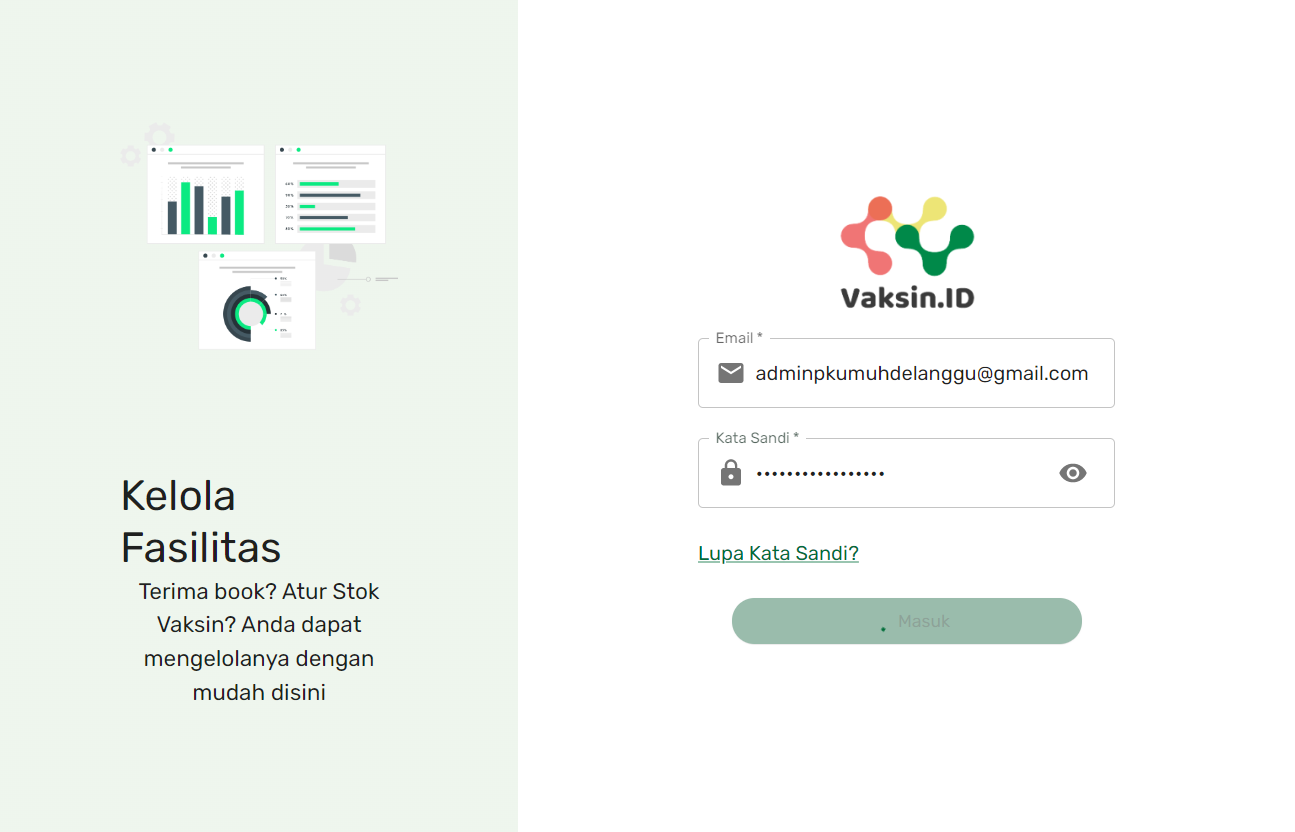 Kelola
Fasilitas
Terima book? Atur Stok
Vaksin? Anda dapat
mengelolanya dengan
mudah disini
Vaksin.ID
Email *
adminpkumuhdelanggu@gmail.com
Kata Sandi *
•••••••••••••••••
Lupa Kata Sandi?
Masuk